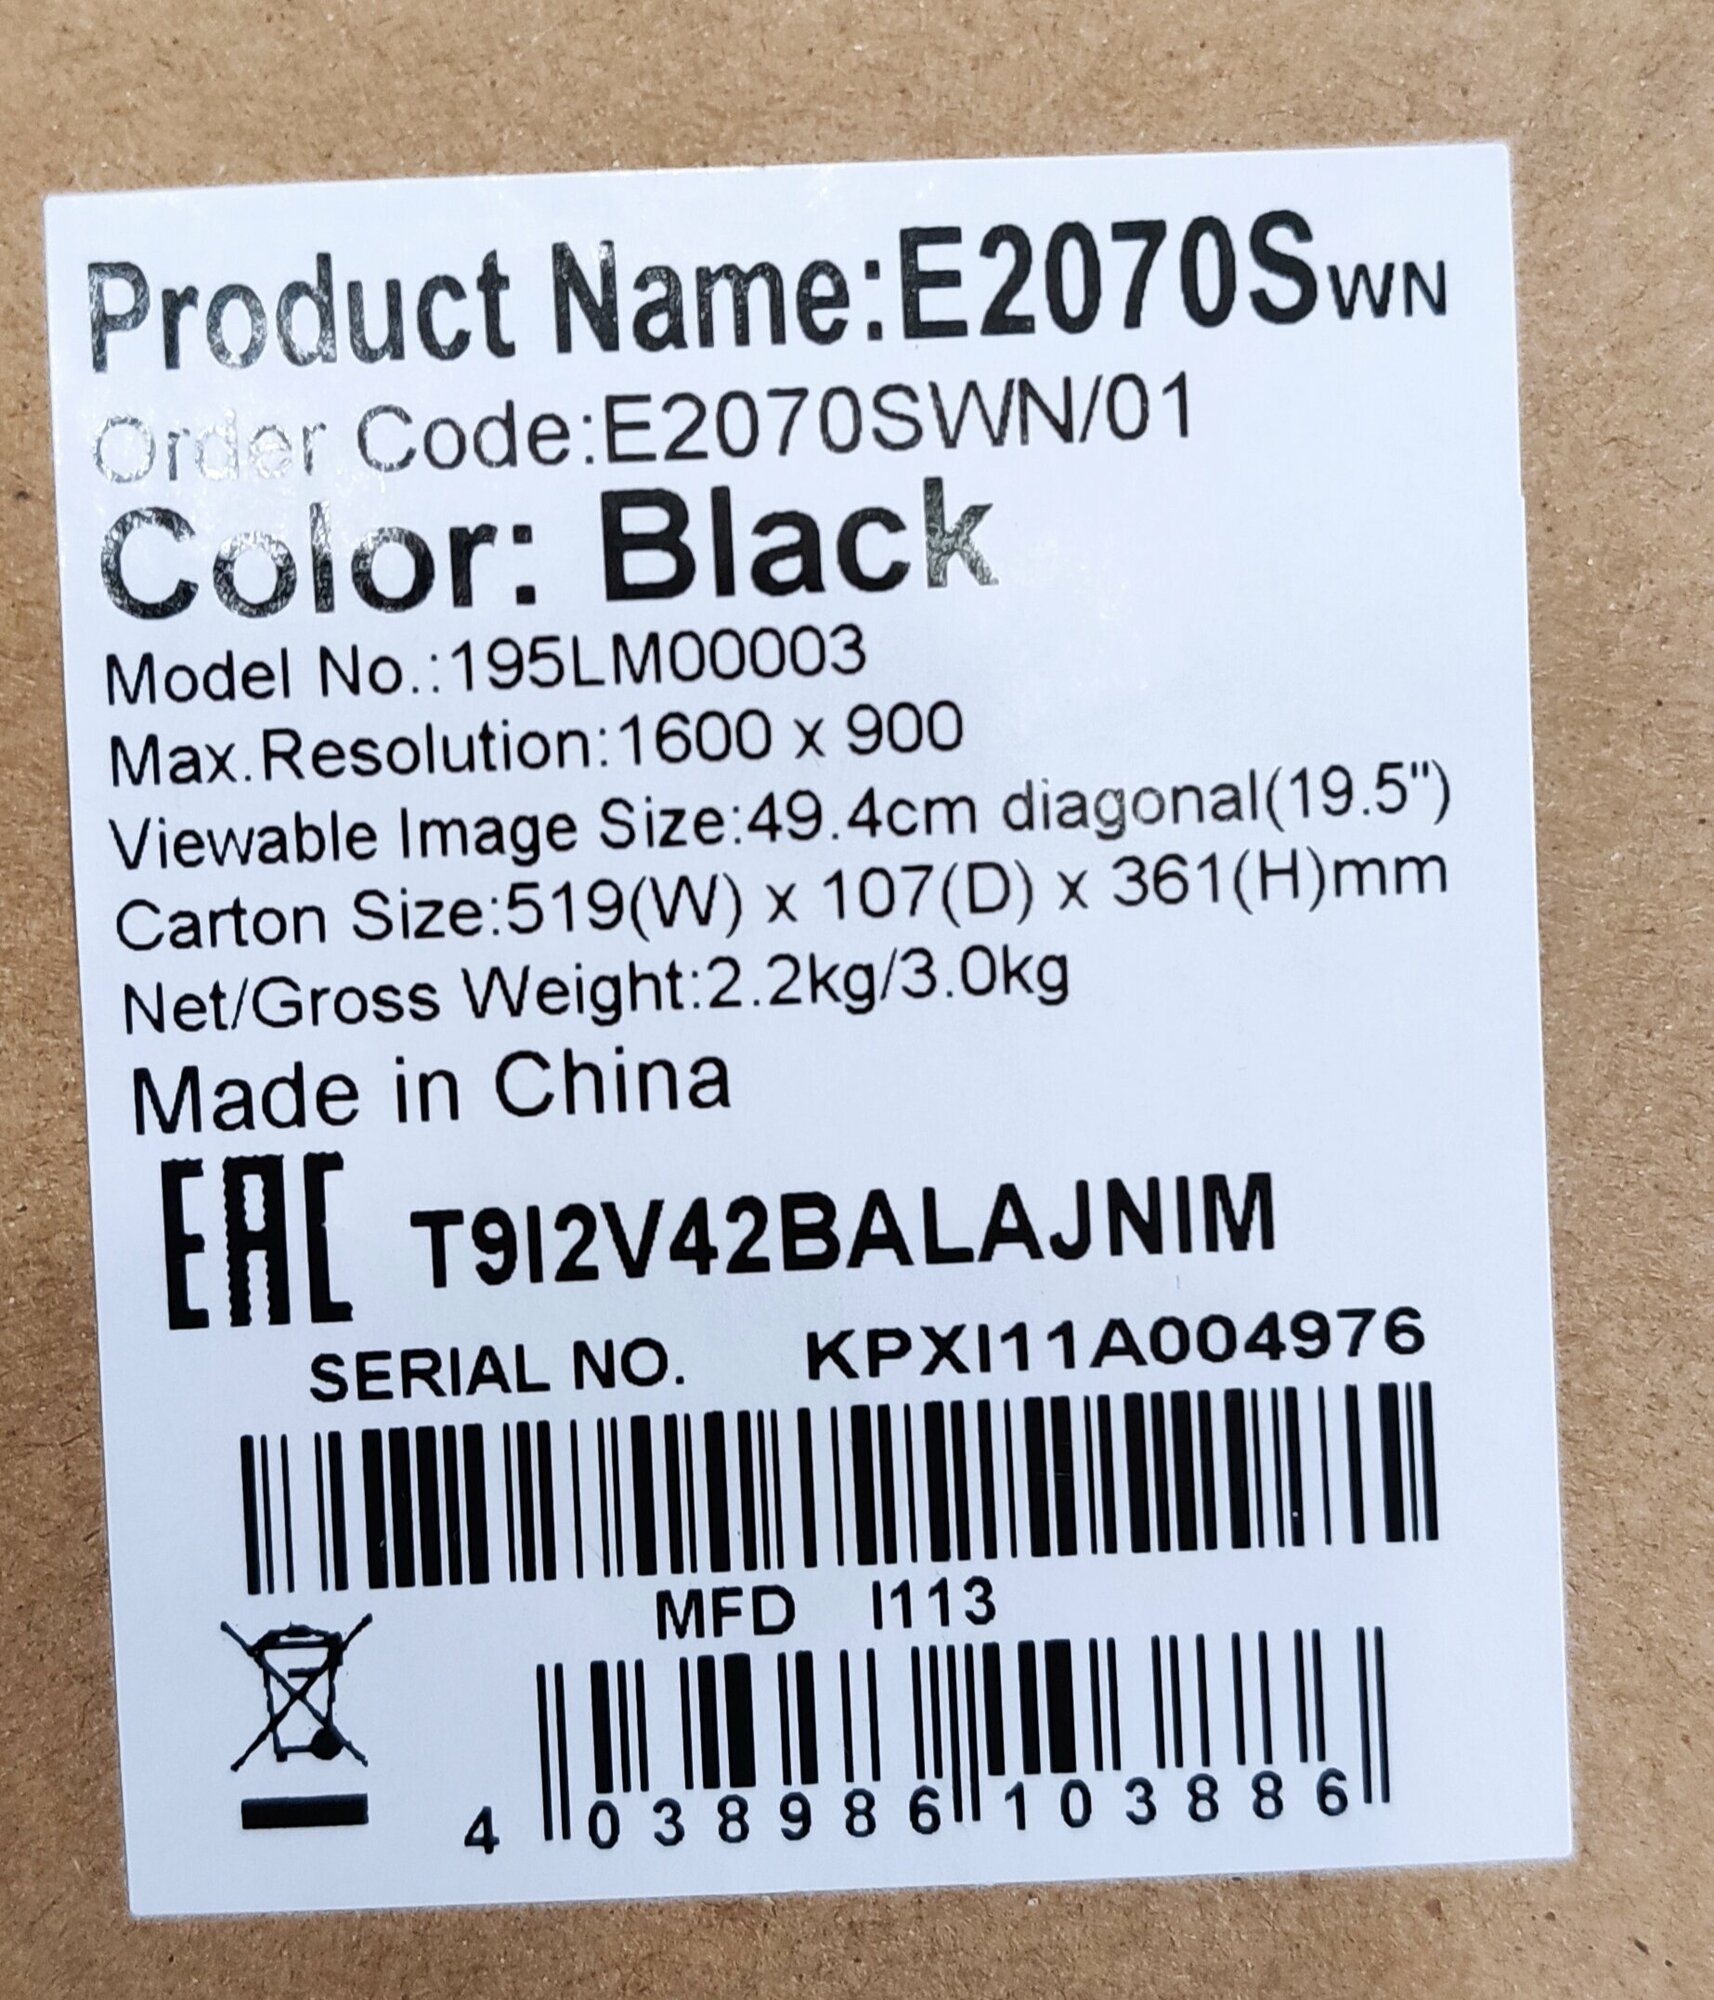 Product Name:E2070SWN
Order Code:E2070SWN/01
Color: Black
Model No.:195LM00003
Max.Resolution:1600 x 900
Viewable Image Size:49.4cm diagonal(19.5")
Carton Size:519(W) x 107(D) x 361(H)mm
Net/Gross Weight:2.2kg/3.0kg
Made in China
EAC T9I2V42BALAJNIM
SERIAL NO. KPXI11A004976
MFD I113
4 038986 103886